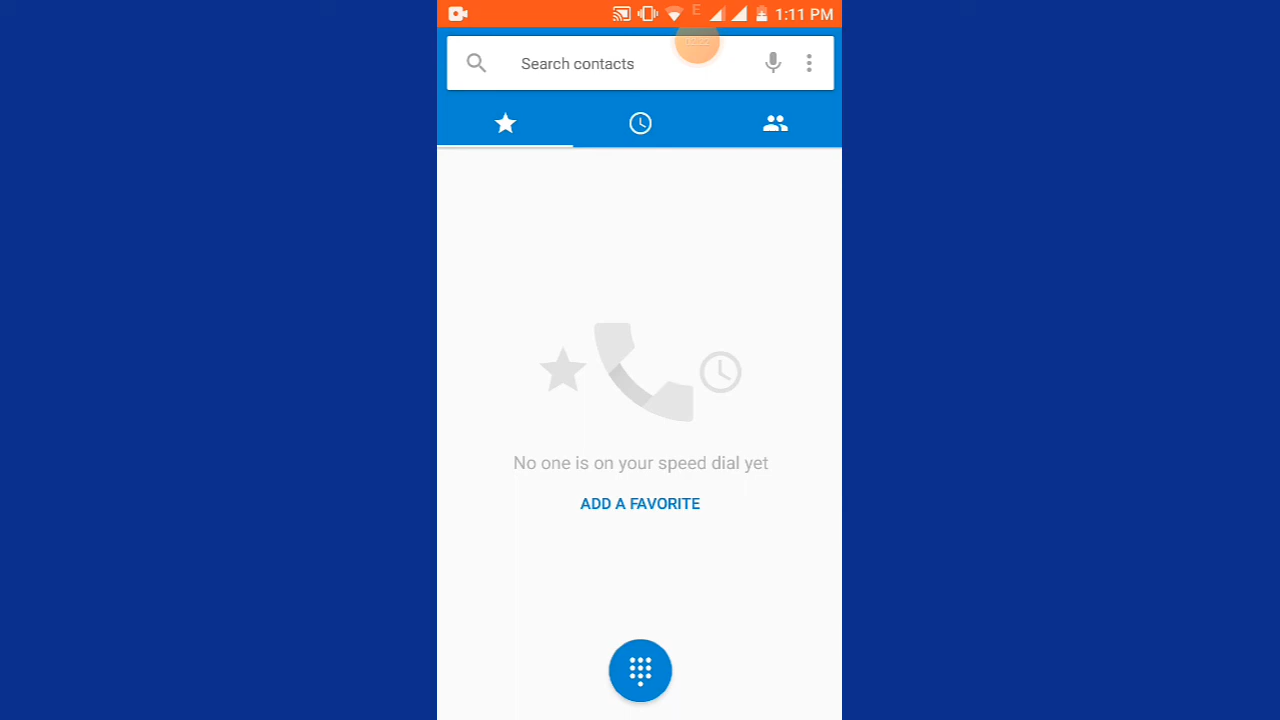 E
1:11 PM
Search contacts
No one is on your speed dial yet
ADD A FAVORITE